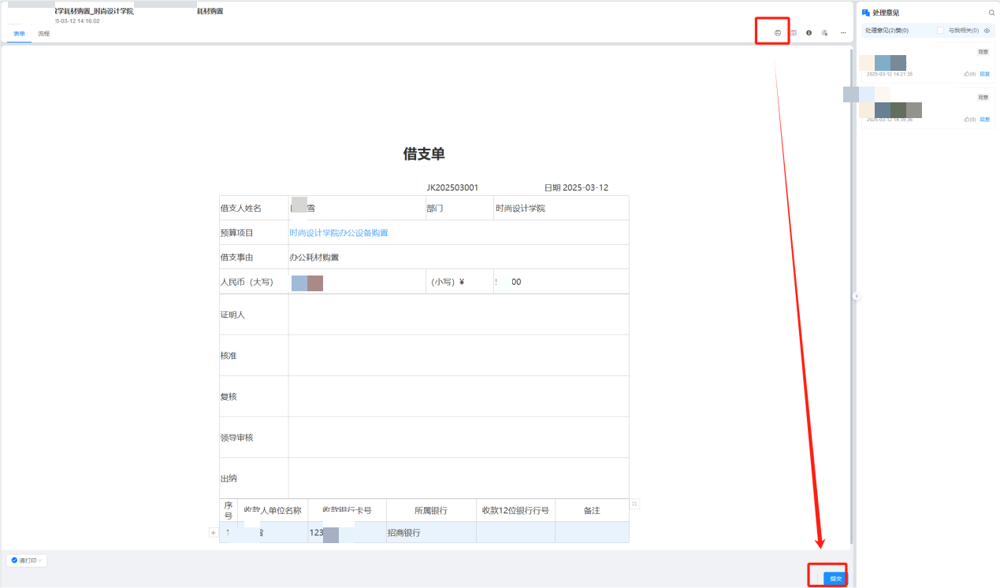 学耗材购置_时尚设计学院 耗材购置
5-03-12 14:16:02
表单 流程
借支单
JK202503001 日期 2025-03-12
借支人姓名 雪 部门 时尚设计学院
预算项目 时尚设计学院办公设备购置
借支事由 办公耗材购置
人民币（大写） （小写）¥ 00
证明人
核准
复核
领导审核
出纳
序号 收款人单位名称 收款银行卡号 所属银行 收款12位银行行号 备注
1 123 招商银行
请打印
提交
处理意见
处理意见(2)赞(0) 与我相关(0)
同意
2025-03-12 14:21:35 (0) 回复
同意
2025-03-12 14:35:36 (0) 回复